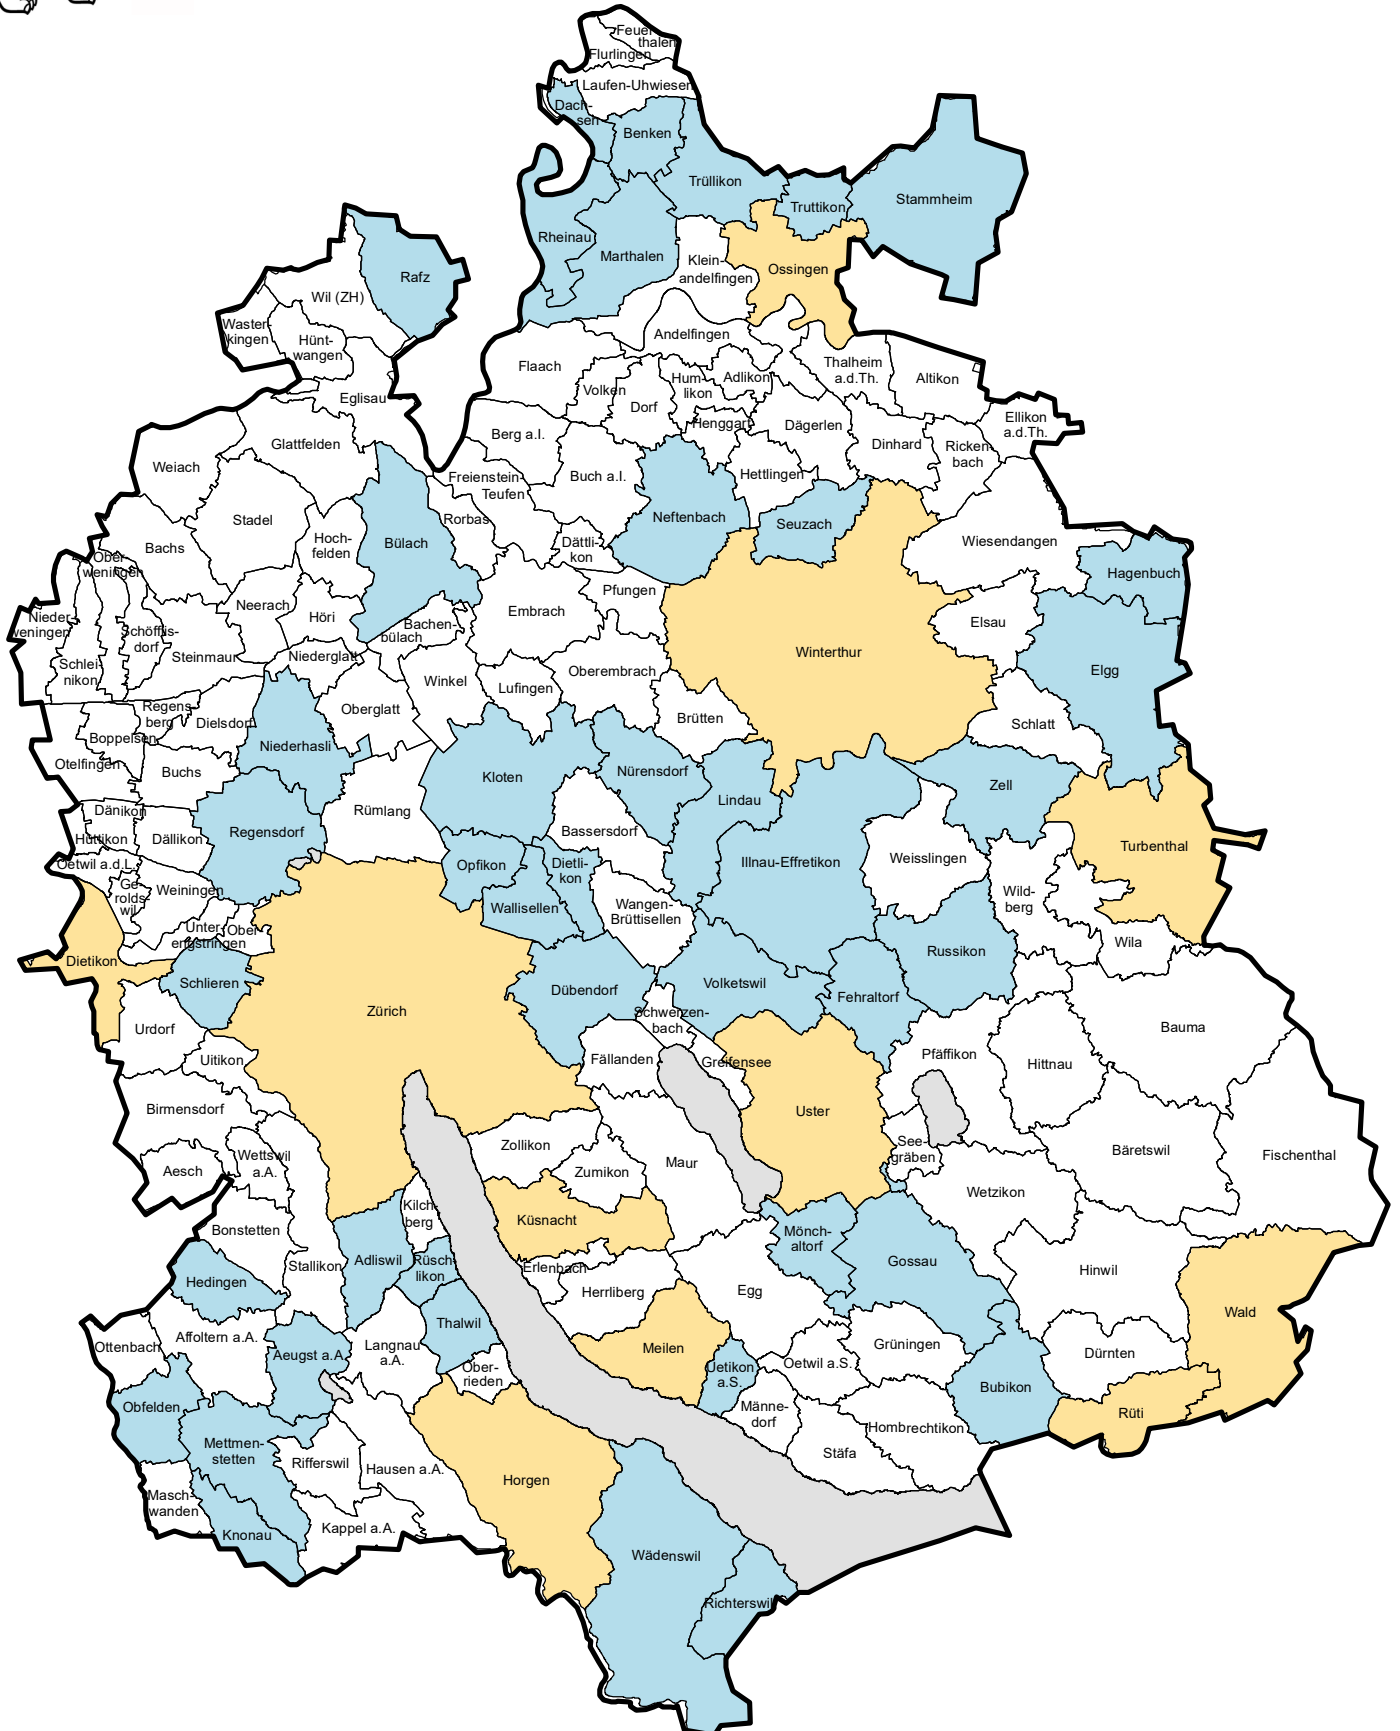 Feuer-
thalen
Flurlingen
Laufen-Uhwiesen
Dach-
sen
Benken
Trüllikon
Truttikon
Stammheim
Rheinau
Marthalen
Klein-
andelfingen
Ossingen
Rafz
Wil (ZH)
Waster-
kingen
Hünt-
wangen
Eglisau
Andelfingen
Flaach
Volken
Dorf
Hum-
likon
Adlikon
Thalheim
a.d.Th.
Altikon
Ellikon
a.d.Th.
Henggart
Dägerlen
Dinhard
Ricken-
bach
Berg a.I.
Glattfelden
Weiach
Buch a.I.
Hettlingen
Freienstein-
Teufen
Rorbas
Neftenbach
Seuzach
Wiesendangen
Stadel
Hoch-
felden
Bülach
Bachs
Dättli-
kon
Hagenbuch
Ober-
weningen
Pfungen
Neerach
Höri
Embrach
Elsau
Bachen-
bülach
Nieder-
weningen
Schöfflis-
dorf
Steinmaur
Niederglatt
Winterthur
Schlei-
nikon
Winkel
Lufingen
Oberembrach
Elgg
Regens-
berg
Dielsdorf
Oberglatt
Brütten
Schlatt
Boppelsen
Niederhasli
Otelfingen
Buchs
Kloten
Nürensdorf
Lindau
Zell
Dänikon
Rümlang
Hüttikon
Dällikon
Regensdorf
Bassersdorf
Turbenthal
Oetwil a.d.L.
Opfikon
Dietli-
kon
Illnau-Effretikon
Weisslingen
Ge-
rolds-
wil
Weiningen
Wild-
berg
Wallisellen
Wangen-
Brüttisellen
Unter-
Ober-
engstringen
Wila
Russikon
Dietikon
Schlieren
Dübendorf
Volketswil
Fehraltorf
Zürich
Schwerzen-
bach
Urdorf
Bauma
Uitikon
Fällanden
Greifensee
Pfäffikon
Hittnau
Birmensdorf
Uster
Zollikon
See-
gräben
Bäretswil
Fischenthal
Wettswil
a.A.
Aesch
Zumikon
Maur
Wetzikon
Kilch-
berg
Küsnacht
Bonstetten
Mönch-
altorf
Stallikon
Adliswil
Rüsch-
likon
Erlenbach
Gossau
Hinwil
Hedingen
Herrliberg
Egg
Wald
Thalwil
Ottenbach
Affoltern a.A.
Aeugst a.A.
Langnau
a.A.
Meilen
Grüningen
Dürnten
Ober-
rieden
Uetikon
a.S.
Oetwil a.S.
Bubikon
Obfelden
Männe-
dorf
Rüti
Hombrechtikon
Mettmen-
stetten
Rifferswil
Hausen a.A.
Horgen
Stäfa
Masch-
wanden
Kappel a.A.
Knonau
Wädenswil
Richterswil